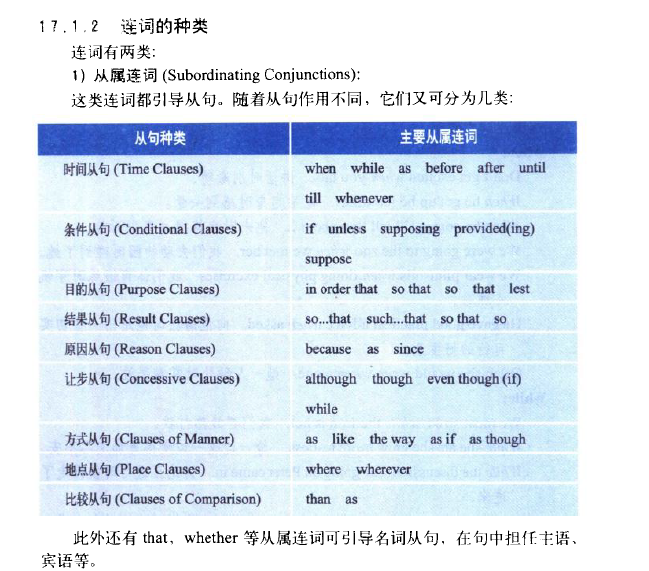 17.1.2 连词的种类
连词有两类:
1) 从属连词 (Subordinating Conjunctions):
这类连词都引导从句。随着从句作用不同, 它们又可分为几类:
从句种类 主要从属连词
时间从句 (Time Clauses) when while as before after until
till whenever
条件从句 (Conditional Clauses) if unless supposing provided(ing)
suppose
目的从句 (Purpose Clauses) in order that so that so that lest
结果从句 (Result Clauses) so...that such...that so that so
原因从句 (Reason Clauses) because as since
让步从句 (Concessive Clauses) although though even though (if)
while
方式从句 (Clauses of Manner) as like the way as if as though
地点从句 (Place Clauses) where wherever
比较从句 (Clauses of Comparison) than as
此外还有 that, whether 等从属连词可引导名词从句, 在句中担任主语、
宾语等。